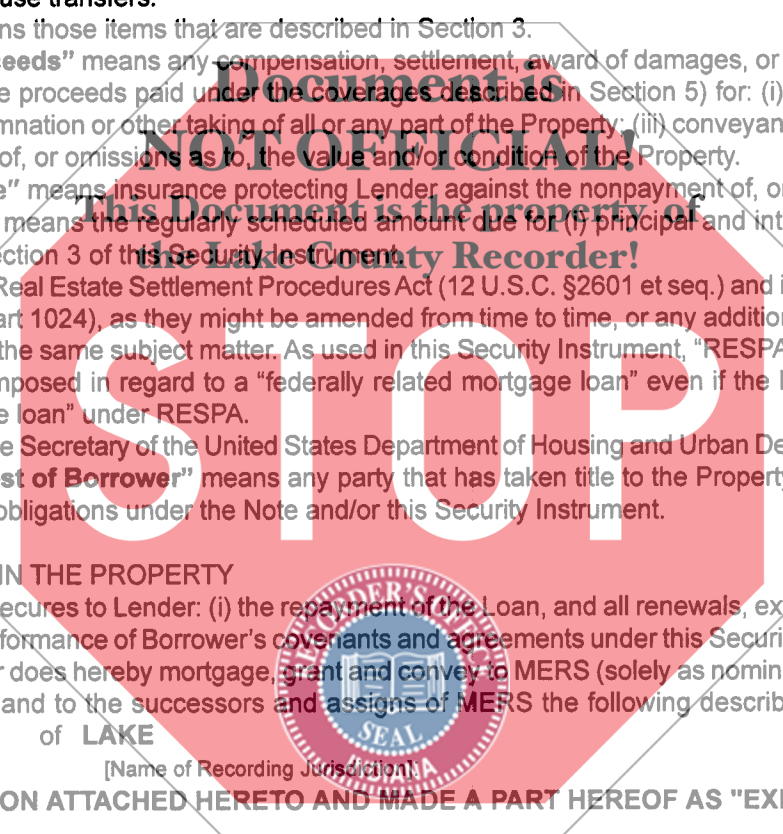 use transfers.
ns those items that are described in Section 3.
eeds” means any compensation, settlement, award of damages, or
e proceeds paid under the coverages described in Section 5) for: (i)
mnation or other taking of all or any part of the Property; (iii) conveyan
of, or omissions as to, the value and/or condition of the Property.
e” means insurance protecting Lender against the nonpayment of, o
means the regularly scheduled amount due for (i) principal and int
ction 3 of this Security Instrument.
Real Estate Settlement Procedures Act (12 U.S.C. §2601 et seq.) and i
art 1024), as they might be amended from time to time, or any addition
the same subject matter. As used in this Security Instrument, “RESPA
mposed in regard to a “federally related mortgage loan” even if the l
e loan” under RESPA.
e Secretary of the United States Department of Housing and Urban De
st of Borrower” means any party that has taken title to the Property
obligations under the Note and/or this Security Instrument.
IN THE PROPERTY
ecures to Lender: (i) the repayment of the Loan, and all renewals, ex
formance of Borrower’s covenants and agreements under this Securi
r does hereby mortgage, grant and convey to MERS (solely as nomin
and to the successors and assigns of MERS the following describ
of LAKE
[Name of Recording Jurisdiction]:
ON ATTACHED HERETO AND MADE A PART HEREOF AS "EXI
Document is
NOT OFFICIAL!
This Document is the property of
the Lake County Recorder!
STOP
SEAL